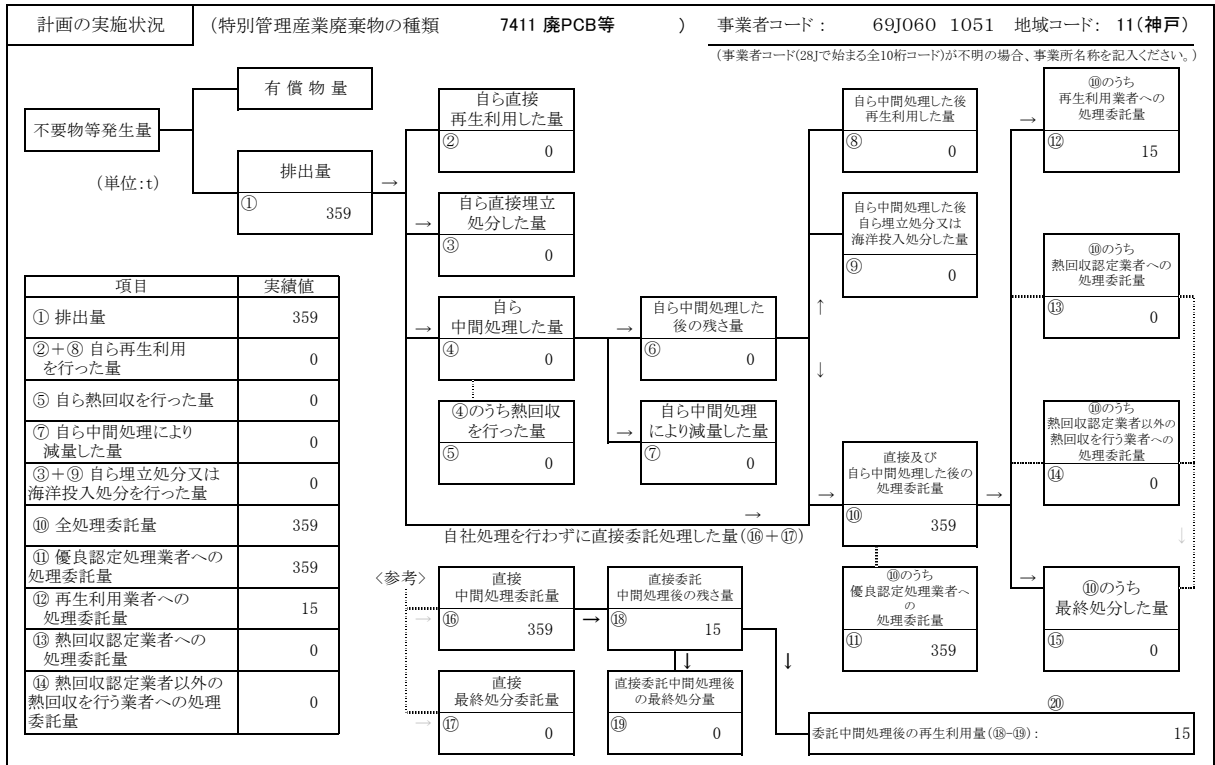 計画の実施状況 (特別管理産業廃棄物の種類 7411 廃PCB等 ) 事業者コード： 69J060 1051 地域コード： 11(神戸)
(事業者コード(28Jで始まる全10桁コード)が不明の場合、事業所名称を記入ください。)
不要物等発生量
(単位:t)
有 償 物 量
排出量
① 359
→
自ら直接
再生利用した量
② 0
→
自ら直接埋立
処分した量
③ 0
→
自ら
中間処理した量
④ 0
④のうち熱回収
を行った量
⑤ 0
→
自ら中間処理した
後の残さ量
⑥ 0
→
自ら中間処理
により減量した量
⑦ 0
自ら中間処理した後
再生利用した量
⑧ 0
自ら中間処理した後
自ら埋立処分又は
海洋投入処分した量
⑨ 0
↑
↓
→
自社処理を行わずに直接委託処理した量(⑯+⑰)
→
直接及び
自ら中間処理した後の
処理委託量
⑩ 359
→
⑩のうち
優良認定処理業者へ
の
処理委託量
⑪ 359
→
⑩のうち
再生利用業者への
処理委託量
⑫ 15
⑩のうち
熱回収認定業者への
処理委託量
⑬ 0
⑩のうち
熱回収認定業者以外の
熱回収を行う業者への
処理委託量
⑭ 0
↓
→
⑩のうち
最終処分した量
⑮ 0
項目 実績値
① 排出量 359
②+⑧ 自ら再生利用
を行った量 0
⑤ 自ら熱回収を行った量 0
⑦ 自ら中間処理により
減量した量 0
③+⑨ 自ら埋立処分又は
海洋投入処分を行った量 0
⑩ 全処理委託量 359
⑪ 優良認定処理業者への
処理委託量 359
⑫ 再生利用業者への
処理委託量 15
⑬ 熱回収認定業者への
処理委託量 0
⑭ 熱回収認定業者以外の
熱回収を行う業者への処理
委託量 0
<参考>
→
直接
中間処理委託量
⑯ 359
→
直接委託
中間処理後の残さ量
⑱ 15
↓
↓
→
直接
最終処分委託量
⑰ 0
直接委託中間処理後
の最終処分量
⑲ 0
⑳
委託中間処理後の再生利用量(⑱-⑲)： 15